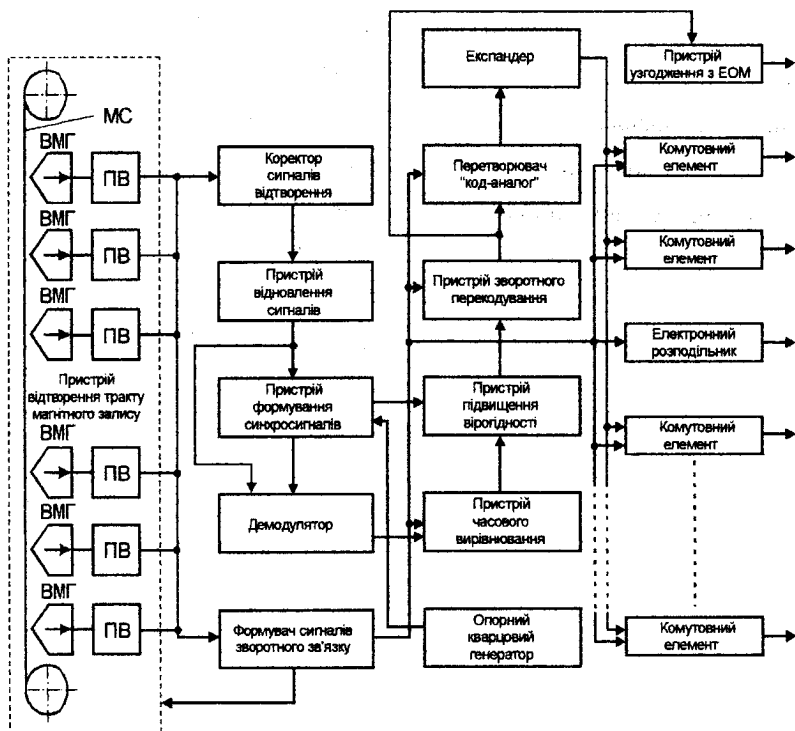 МС
ВМГ
ПВ
ВМГ
ПВ
ВМГ
ПВ
Пристрій
відтворення тракту
магнітного запису
ВМГ
ПВ
ВМГ
ПВ
ВМГ
ПВ
Коректор
сигналів
відтворення
Пристрій
відновлення
сигналів
Пристрій
формування
синхросигналів
Демодулятор
Формувач сигналів
зворотного зв'язку
Експандер
Перетворювач
"код-аналог"
Пристрій зворотного
перекодування
Пристрій
підвищення
вірогідності
Пристрій
часового
вирівнювання
Опорний
кварцовий
генератор
Пристрій
узгодження з ЕОМ
Комутовний
елемент
Комутовний
елемент
Електронний
розподільник
Комутовний
елемент
Комутовний
елемент